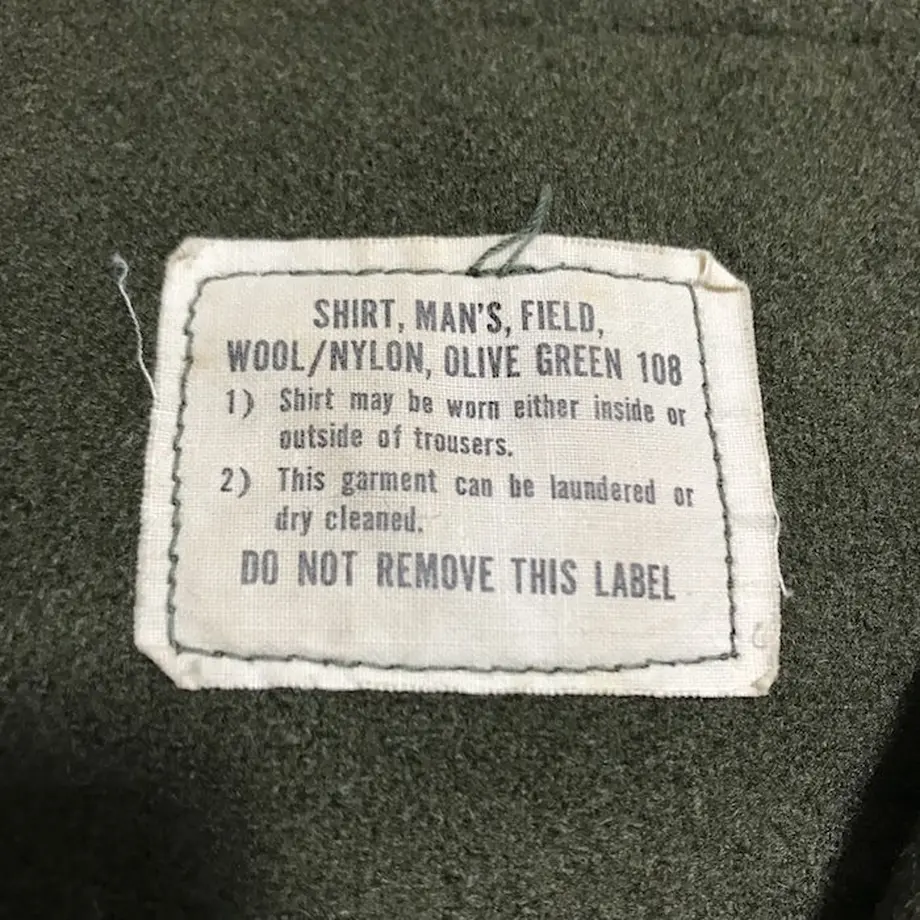 SHIRT, MAN'S, FIELD,
WOOL/NYLON, OLIVE GREEN 108
1) Shirt may be worn either inside or
outside of trousers.
2) This garment can be laundered or
dry cleaned.
DO NOT REMOVE THIS LABEL